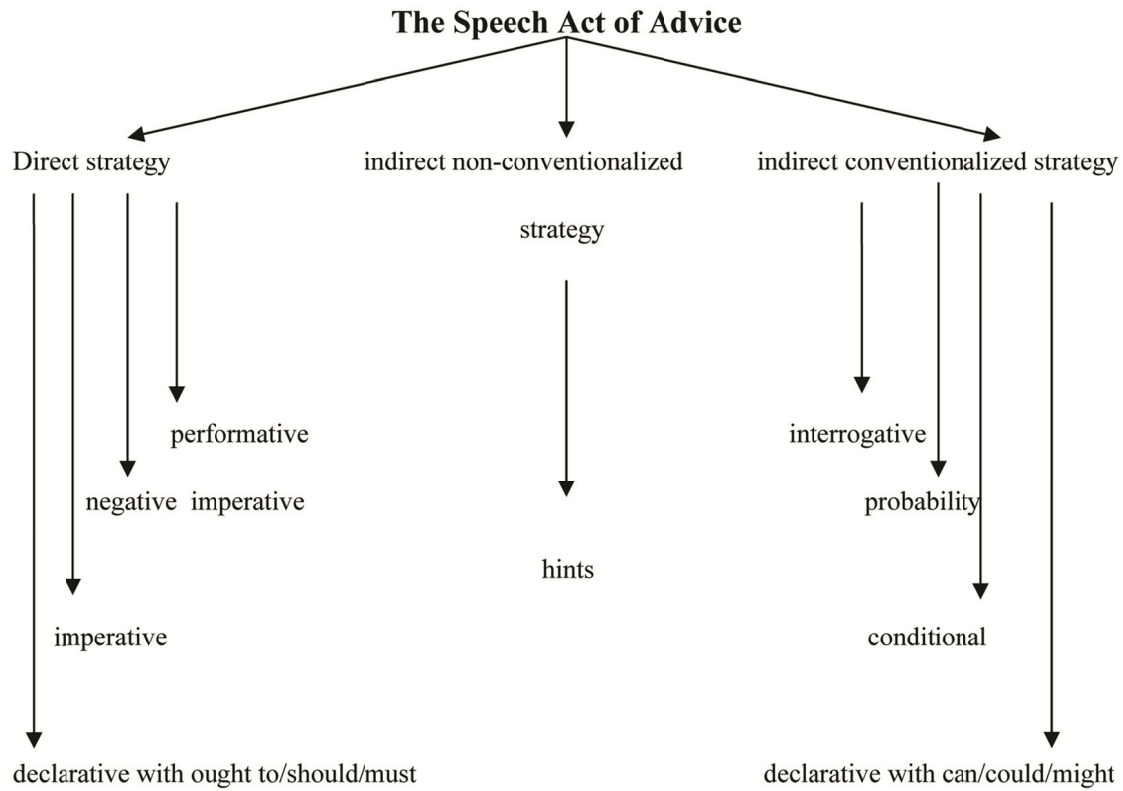 The Speech Act of Advice
Direct strategy
indirect non-conventionalized
strategy
indirect conventionalized strategy
performative
interrogative
negative imperative
probability
hints
imperative
conditional
declarative with ought to/should/must
declarative with can/could/might